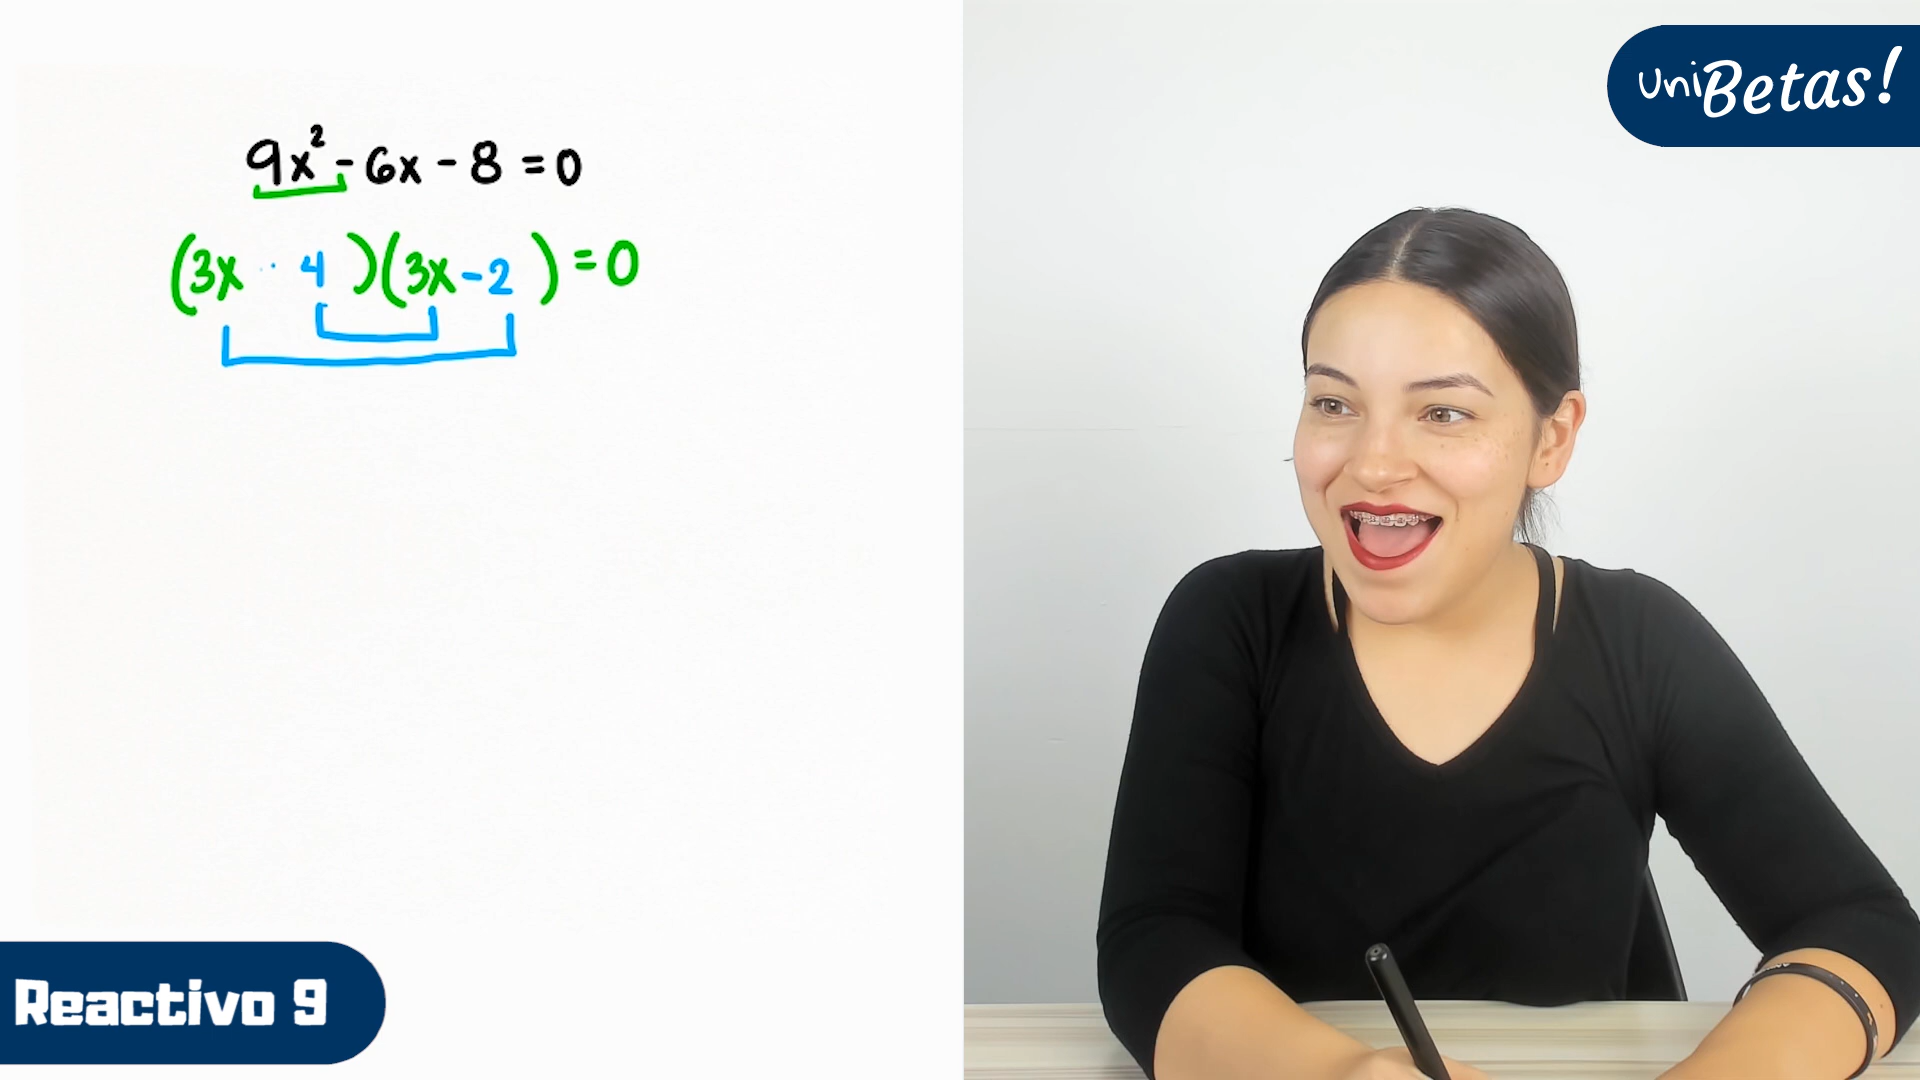 9x² - 6x - 8 = 0
(3x 4 )(3x - 2 ) = 0
uniBetas!
Reactivo 9